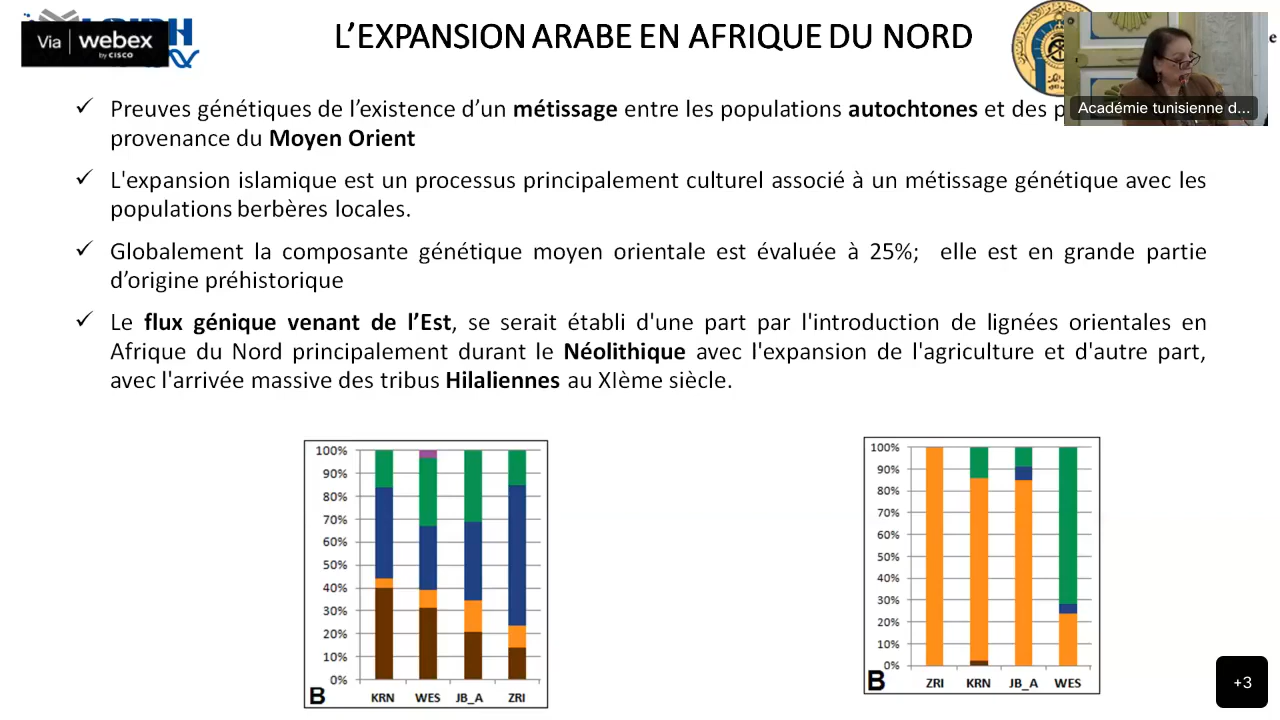 Via webex
by CISCO
L'EXPANSION ARABE EN AFRIQUE DU NORD
Académie tunisienne d...
✓ Preuves génétiques de l'existence d'un métissage entre les populations autochtones et des
provenance du Moyen Orient
✓ L'expansion islamique est un processus principalement culturel associé à un métissage génétique avec les
populations berbères locales.
✓ Globalement la composante génétique moyen orientale est évaluée à 25%; elle est en grande partie
d'origine préhistorique
✓ Le flux génique venant de l'Est, se serait établi d'une part par l'introduction de lignées orientales en
Afrique du Nord principalement durant le Néolithique avec l'expansion de l'agriculture et d'autre part,
avec l'arrivée massive des tribus Hilaliennes au XIème siècle.
100%
90%
80%
70%
60%
50%
40%
30%
20%
10%
0%
B KRN WES JB_A ZRI
100%
90%
80%
70%
60%
50%
40%
30%
20%
10%
0%
B ZRI KRN JB_A WES
+3